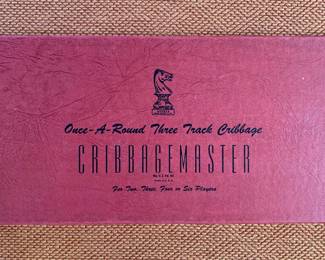 Once-A-Round Three Track Cribbage
CRIBBAGEMASTER
For Two, Three, Four or Six Players